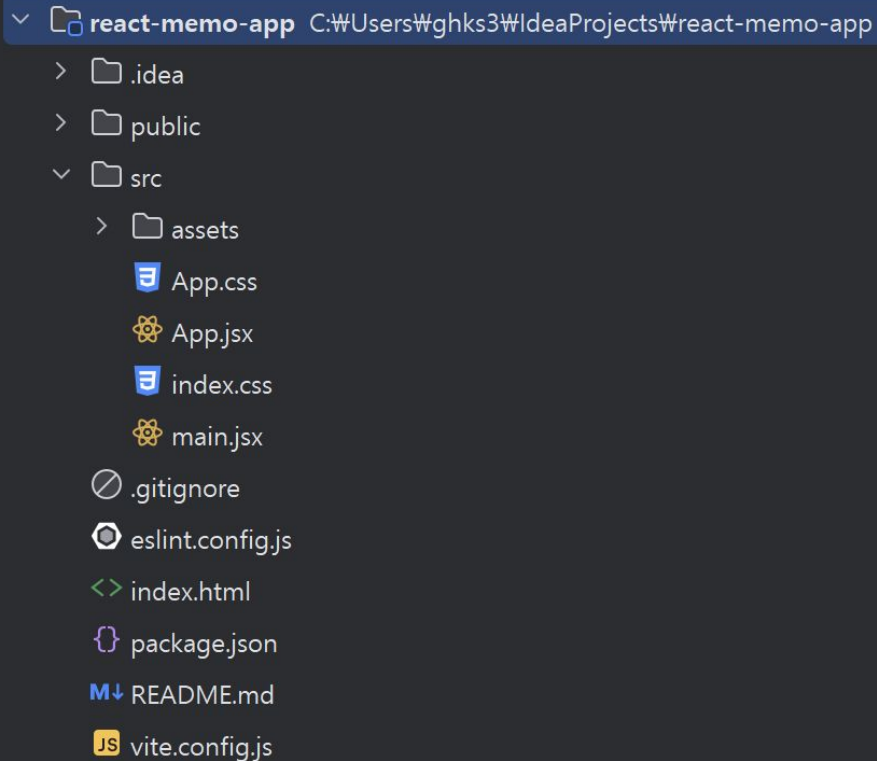 react-memo-app C:₩Users₩ghks3₩IdeaProjects₩react-memo-app
.idea
public
src
assets
App.css
App.jsx
index.css
main.jsx
.gitignore
eslint.config.js
index.html
package.json
README.md
vite.config.js